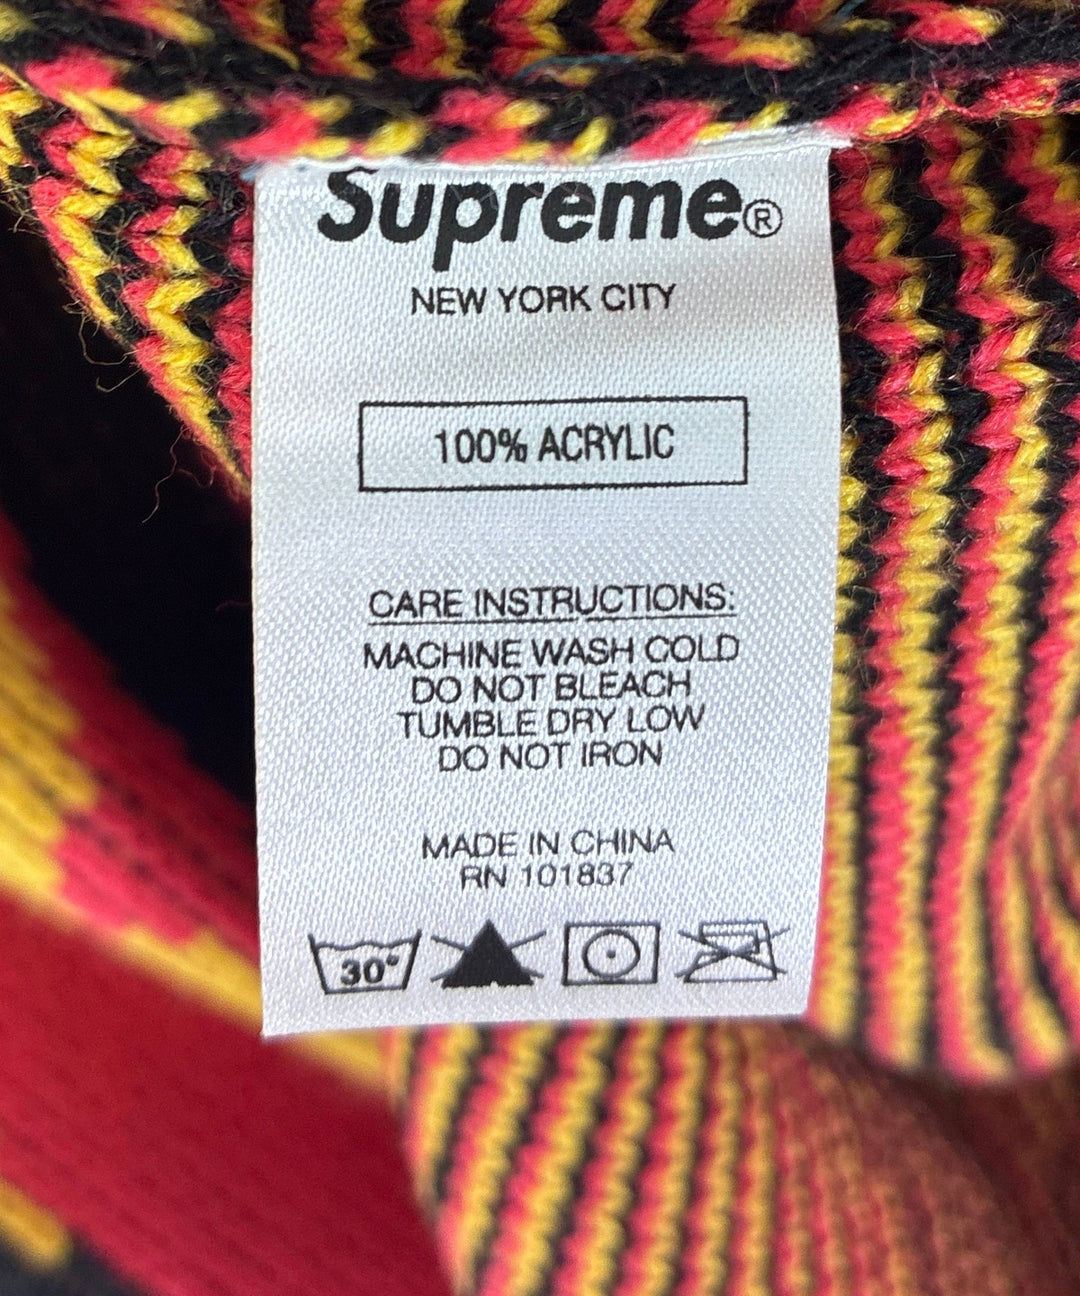 Supreme®
NEW YORK CITY
100% ACRYLIC
CARE INSTRUCTIONS:
MACHINE WASH COLD
DO NOT BLEACH
TUMBLE DRY LOW
DO NOT IRON
MADE IN CHINA
RN 101837
30°